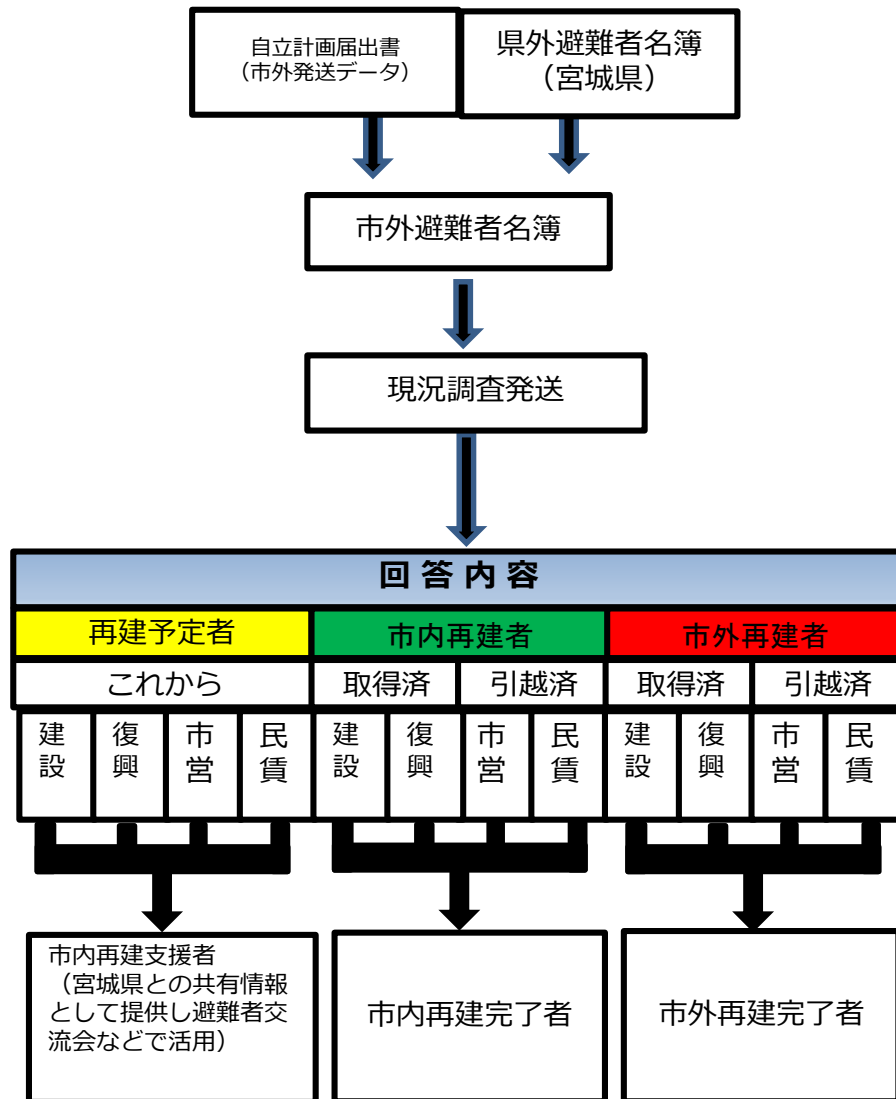 自立計画届出書
（市外発送データ）
県外避難者名簿
（宮城県）
市外避難者名簿
現況調査発送
回 答 内 容
再建予定者
市内再建者
市外再建者
これから
取得済
引越済
取得済
引越済
建設
復興
市営
民賃
建設
復興
市営
民賃
建設
復興
市営
民賃
市内再建支援者
（宮城県との共有情報
として提供し避難者交
流会などで活用）
市内再建完了者
市外再建完了者